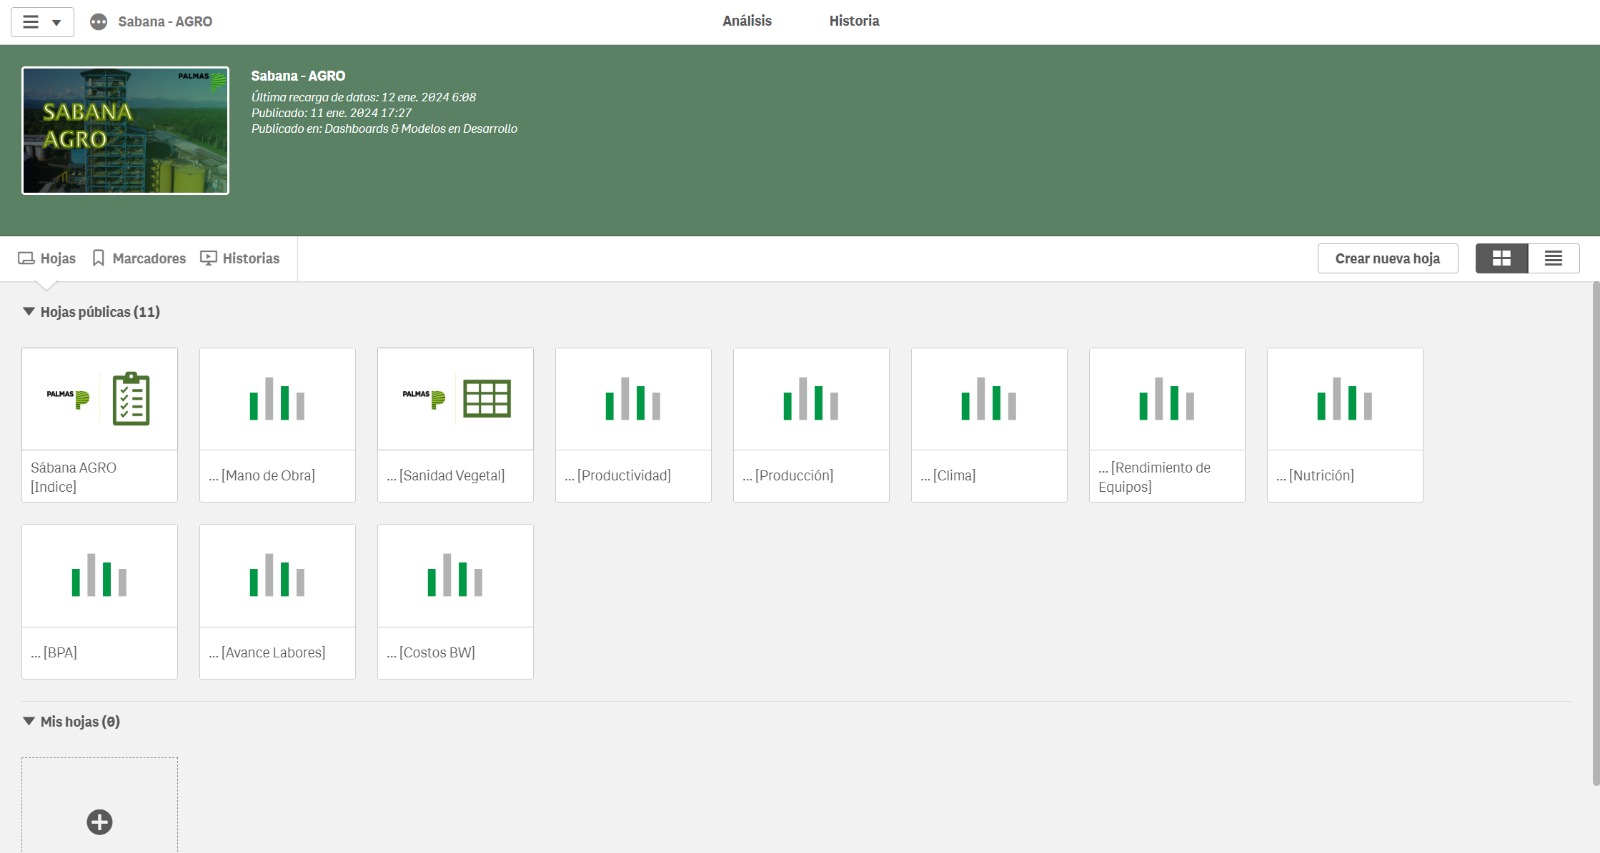 Sabana - AGRO
Análisis
Historia
PALMAS
SABANA
AGRO
Sabana - AGRO
Última recarga de datos: 12 ene. 2024 6:08
Publicado: 11 ene. 2024 17:27
Publicado en: Dashboards & Modelos en Desarrollo
Hojas
Marcadores
Historias
Crear nueva hoja
Hojas públicas (11)
PALMAS
PALMAS
Sábana AGRO
[Indice]
... [Mano de Obra]
... [Sanidad Vegetal]
... [Productividad]
... [Producción]
... [Clima]
... [Rendimiento de
Equipos]
... [Nutrición]
... [BPA]
... [Avance Labores]
... [Costos BW]
Mis hojas (0)